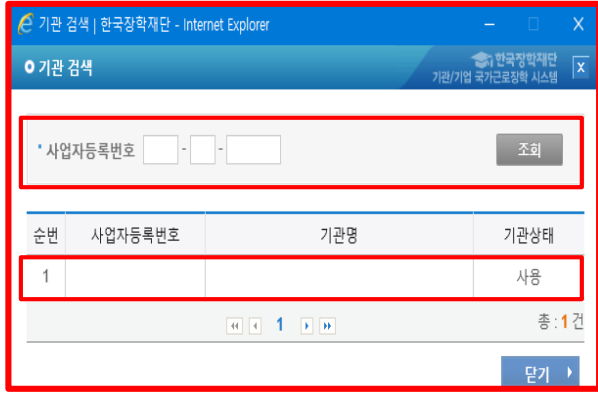 기관 검색 | 한국장학재단 - Internet Explorer
기관 검색
한국장학재단
기관/기업 국가근로장학 시스템
사업자등록번호 - -
조회
순번 사업자등록번호 기관명 기관상태
1 사용
1
총 : 1 건
닫기